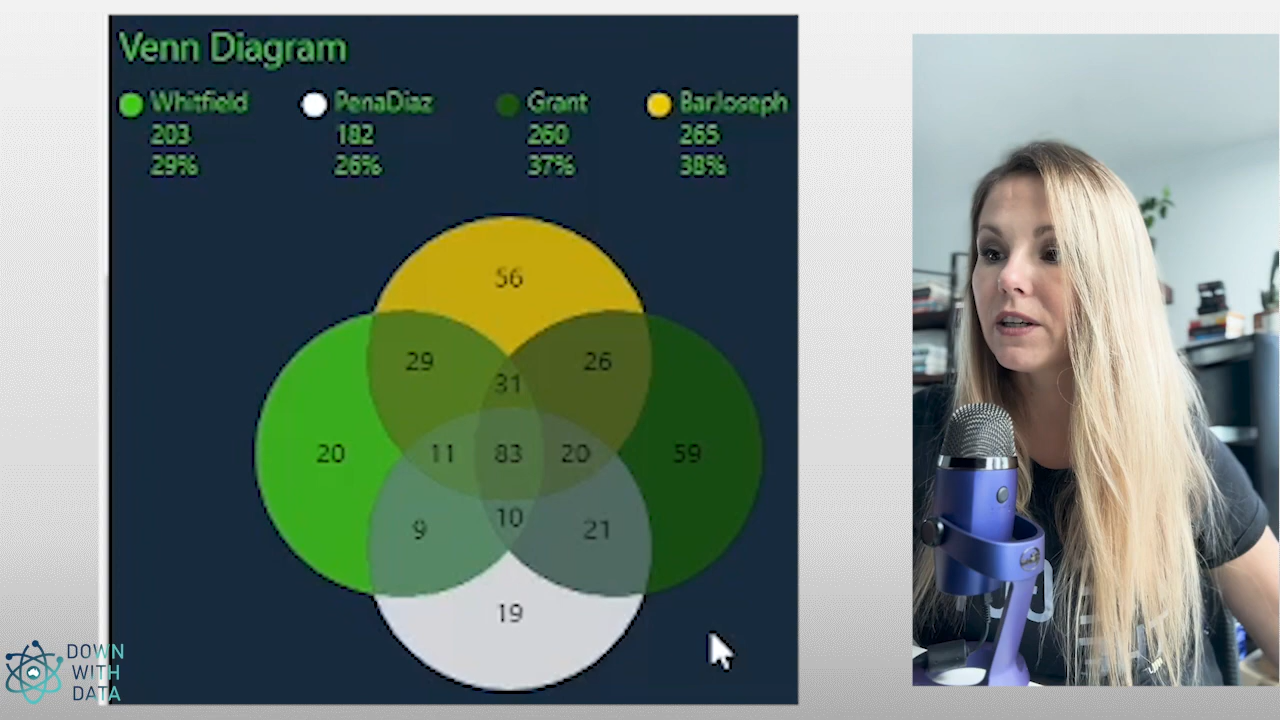 Venn Diagram
Whitfield PenaDiaz Grant BarJoseph
203 182 260 265
29% 26% 37% 38%
56
29 26
31
20 11 83 20 59
9 10 21
19
DOWN
WITH
DATA